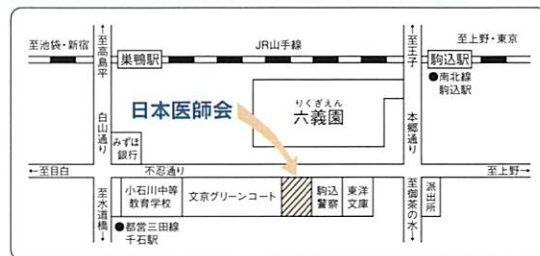 至池袋・新宿
←至高島平
巣鴨駅
JR山手線
←至王子
至上野・東京
駒込駅
●南北線
駒込駅
日本医師会
りくぎえん
六義園
白山通り
本郷通り
みずほ
銀行
←至目白
不忍通り
至上野→
至水道橋→
小石川中等
教育学校
文京グリーンコート
駒込
警察
東洋
文庫
至御茶の水→
派出所
●都営三田線
千石駅